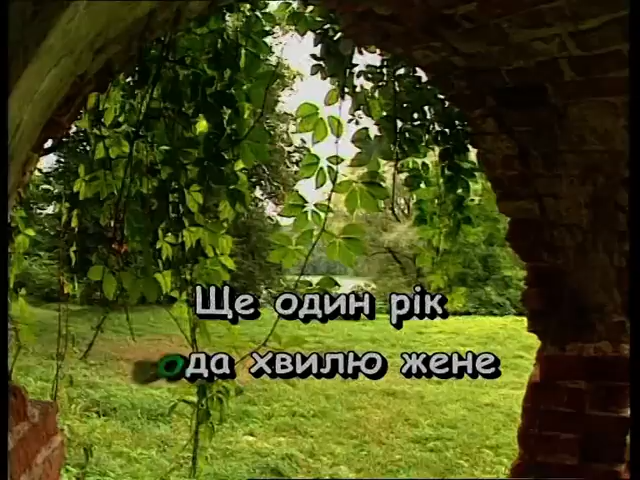 Ще один рік
ода хвилю жене